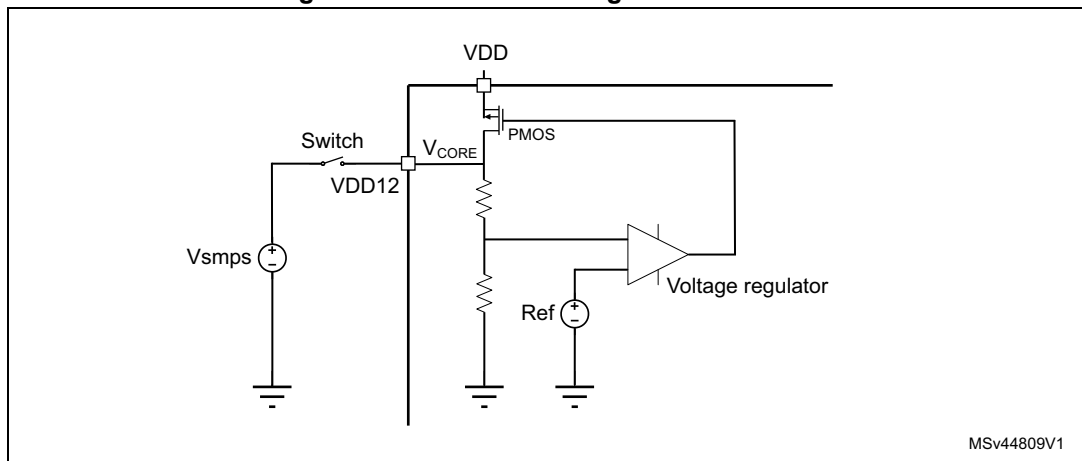 VDD
Switch
VCORE
PMOS
VDD12
Vsmps
+
−
Voltage regulator
Ref
+
−
MSv44809V1